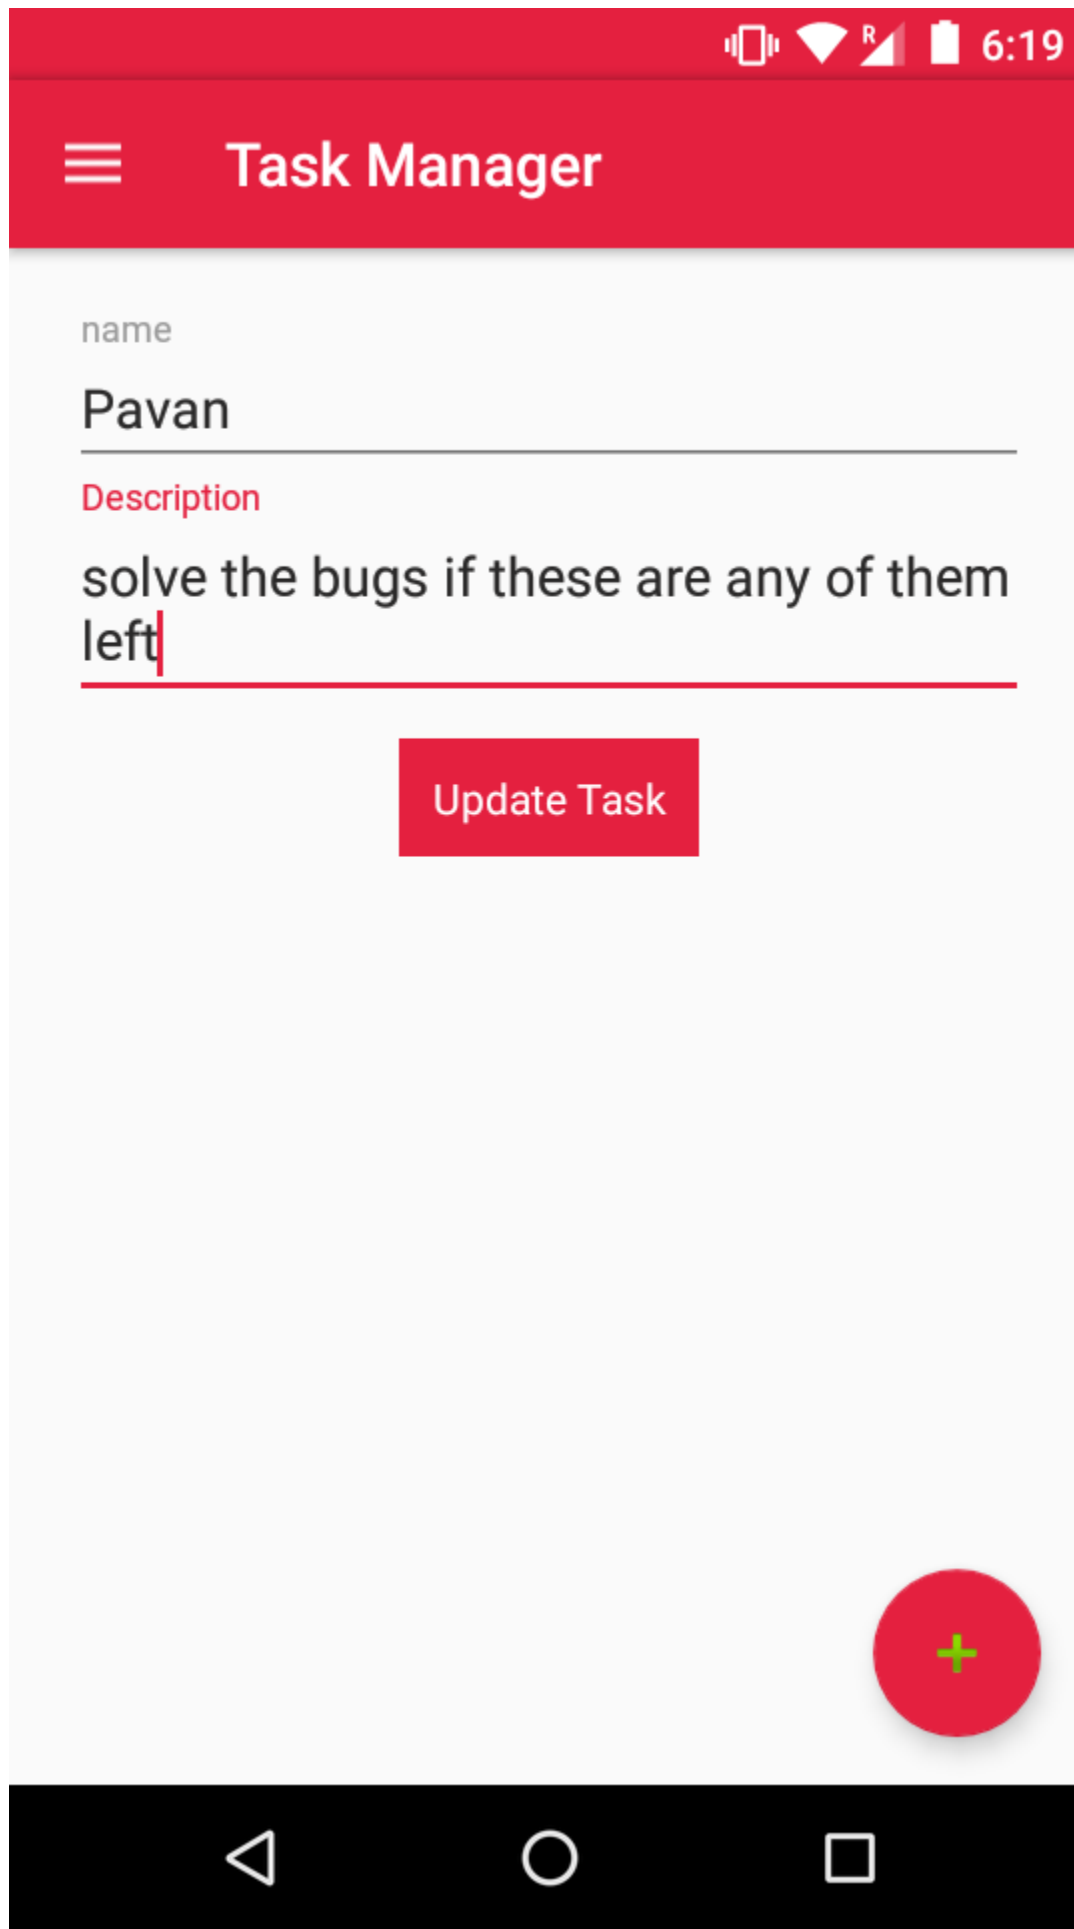 R 6:19
Task Manager
name
Pavan
Description
solve the bugs if these are any of them
left
Update Task
+